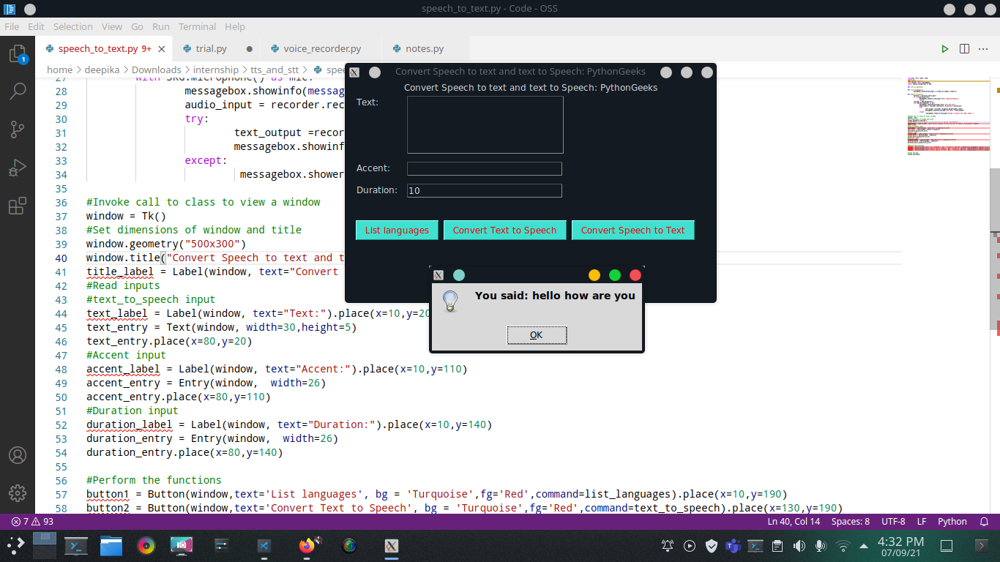 speech_to_text.py - Code - OSS
File Edit Selection View Go Run Terminal Help
speech_to_text.py 9+ trial.py voice_recorder.py notes.py
home > deepika > Downloads > internship > tts_and_stt >
Convert Speech to text and text to Speech: PythonGeeks
Convert Speech to text and text to Speech: PythonGeeks
Text:
Accent:
Duration: 10
List languages Convert Text to Speech Convert Speech to Text
You said: hello how are you
OK
28 messagebox.showinfo(messag
29 audio_input = recorder.rec
30 try:
31 text_output =recor
32 messagebox.showinf
33 except:
34 messagebox.shower
35
36 #Invoke call to class to view a window
37 window = Tk()
38 #Set dimensions of window and title
39 window.geometry("500x300")
40 window.title("Convert Speech to text and t
41 title_label = Label(window, text="Convert
42 #Read inputs
43 #text_to_speech input
44 text_label = Label(window, text="Text:").place(x=10,y=20
45 text_entry = Text(window, width=30,height=5)
46 text_entry.place(x=80,y=20)
47 #Accent input
48 accent_label = Label(window, text="Accent:").place(x=10,y=110)
49 accent_entry = Entry(window, width=26)
50 accent_entry.place(x=80,y=110)
51 #Duration input
52 duration_label = Label(window, text="Duration:").place(x=10,y=140)
53 duration_entry = Entry(window, width=26)
54 duration_entry.place(x=80,y=140)
55
56 #Perform the functions
57 button1 = Button(window,text='List languages', bg = 'Turquoise',fg='Red',command=list_languages).place(x=10,y=190)
58 button2 = Button(window,text='Convert Text to Speech', bg = 'Turquoise',fg='Red',command=text_to_speech).place(x=130,y=190)
7 93 Ln 40, Col 14 Spaces: 8 UTF-8 LF Python
4:32 PM
07/09/21